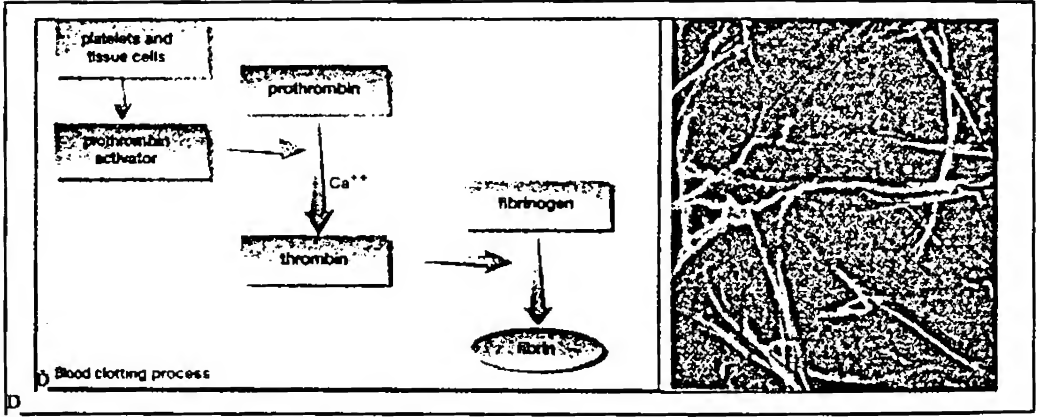 platelets and
tissue cells
prothrombin
prothrombin
activator
Ca++
fibrinogen
thrombin
fibrin
b Blood clotting process
D